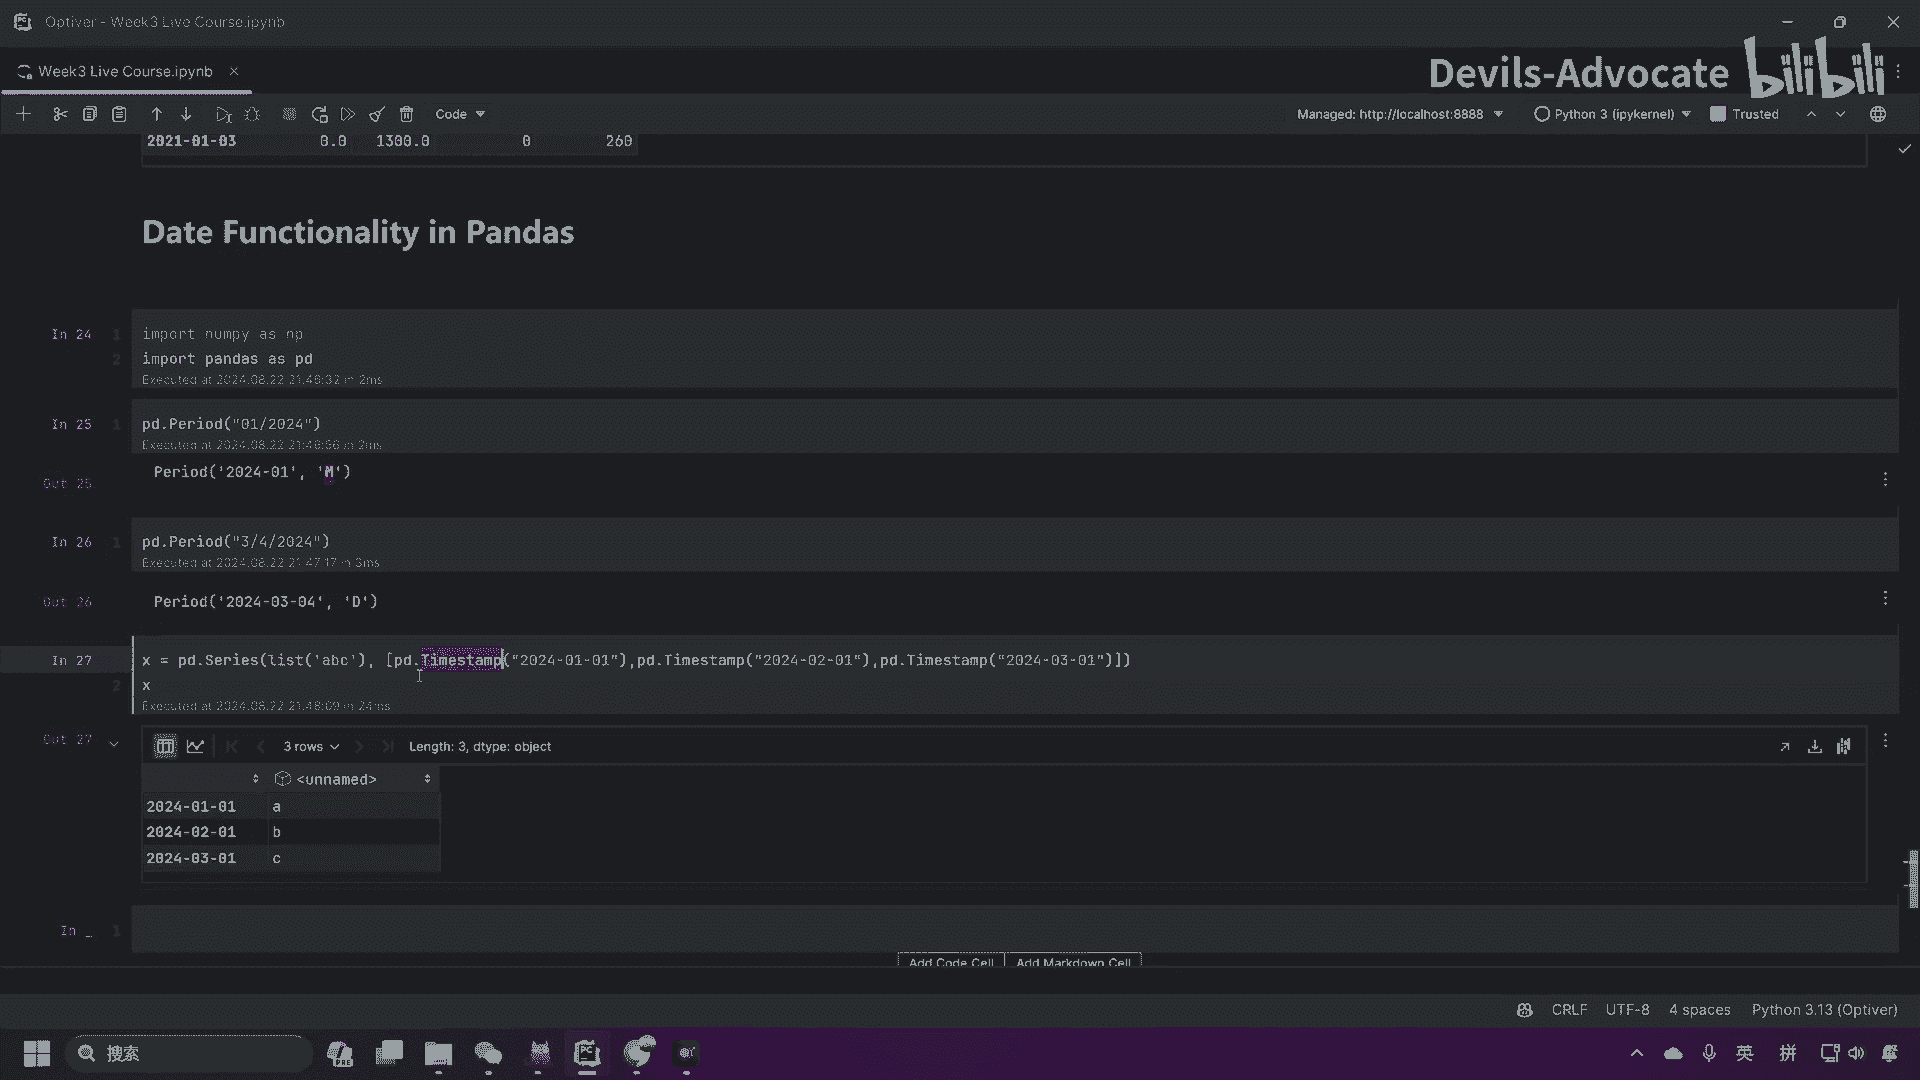 Optiver - Week3 Live Course.ipynb
Week3 Live Course.ipynb
Devils-Advocate bilibili
Code
Managed: http://localhost:8888
Python 3 (ipykernel)
Trusted
2021-01-03 0.0 1300.0 0 260
Date Functionality in Pandas
In 24 1 import numpy as np
2 import pandas as pd
Executed at 2024.08.22 21:46:32 in 2ms
In 25 1 pd.Period("01/2024")
Executed at 2024.08.22 21:46:56 in 2ms
Out 25 Period('2024-01', 'M')
In 26 1 pd.Period("3/4/2024")
Executed at 2024.08.22 21:47:17 in 3ms
Out 26 Period('2024-03-04', 'D')
In 27 x = pd.Series(list('abc'), [pd.Timestamp("2024-01-01"),pd.Timestamp("2024-02-01"),pd.Timestamp("2024-03-01")])
2 x
Executed at 2024.08.22 21:48:09 in 24ms
Out 27 3 rows Length: 3, dtype: object
<unnamed>
2024-01-01 a
2024-02-01 b
2024-03-01 c
In _ 1
Add Code Cell Add Markdown Cell
CRLF UTF-8 4 spaces Python 3.13 (Optiver)
搜索
PRE
PC
英 拼